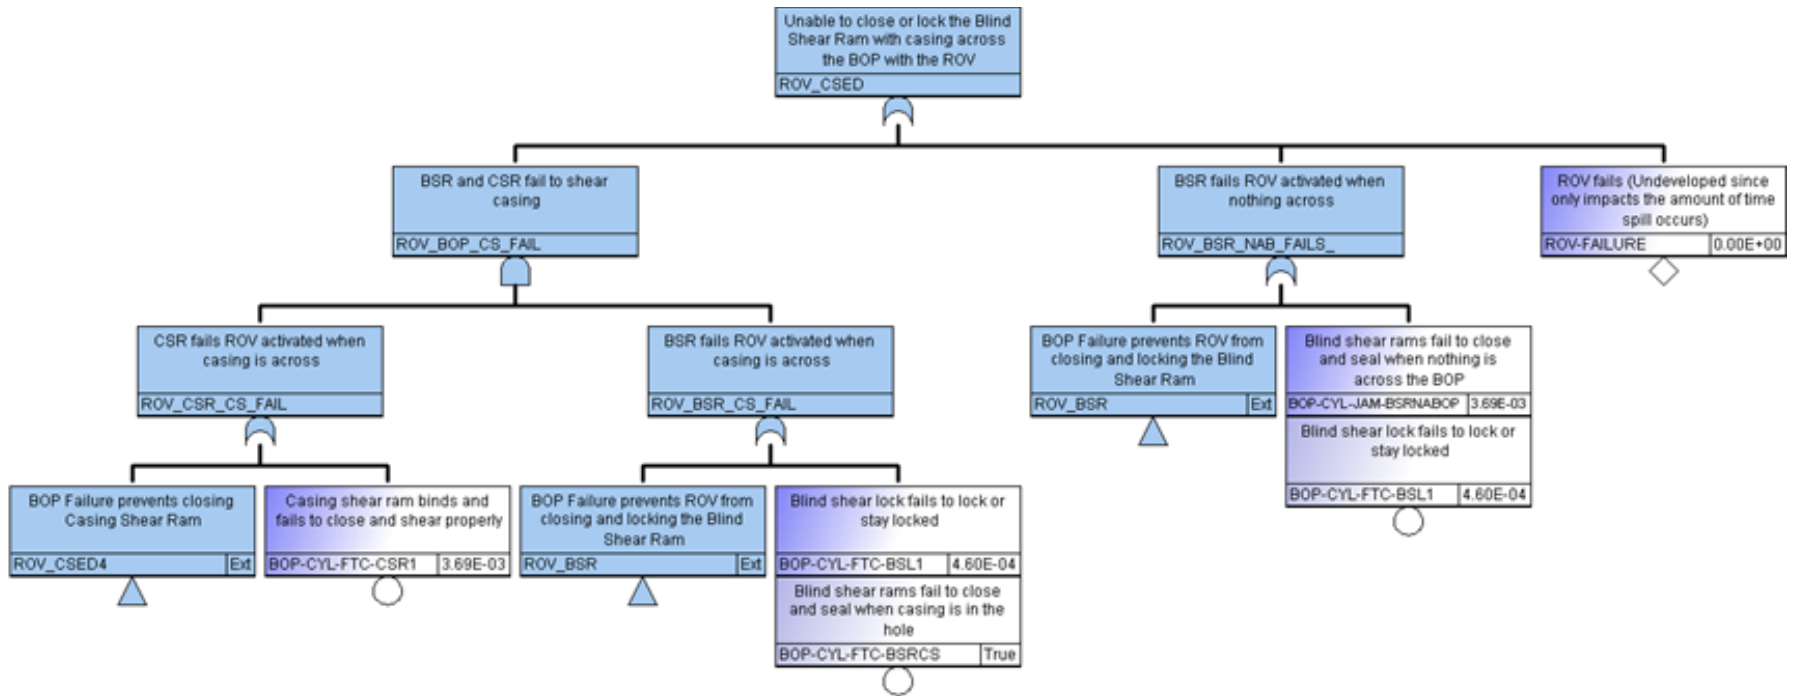 Unable to close or lock the Blind
Shear Ram with casing across
the BOP with the ROV
ROV_CSED
BSR and CSR fail to shear
casing
ROV_BOP_CS_FAIL
BSR fails ROV activated when
nothing across
ROV_BSR_NAB_FAILS_
ROV fails (Undeveloped since
only impacts the amount of time
spill occurs)
ROV-FAILURE 0.00E+00
CSR fails ROV activated when
casing is across
ROV_CSR_CS_FAIL
BSR fails ROV activated when
casing is across
ROV_BSR_CS_FAIL
BOP Failure prevents ROV from
closing and locking the Blind
Shear Ram
ROV_BSR Ext
Blind shear rams fail to close
and seal when nothing is
across the BOP
BOP-CYL-JAM-BSRNABOP 3.69E-03
Blind shear lock fails to lock or
stay locked
BOP-CYL-FTC-BSL1 4.60E-04
BOP Failure prevents closing
Casing Shear Ram
ROV_CSED4 Ext
Casing shear ram binds and
fails to close and shear properly
BOP-CYL-FTC-CSR1 3.69E-03
BOP Failure prevents ROV from
closing and locking the Blind
Shear Ram
ROV_BSR Ext
Blind shear lock fails to lock or
stay locked
BOP-CYL-FTC-BSL1 4.60E-04
Blind shear rams fail to close
and seal when casing is in the
hole
BOP-CYL-FTC-BSRCS True